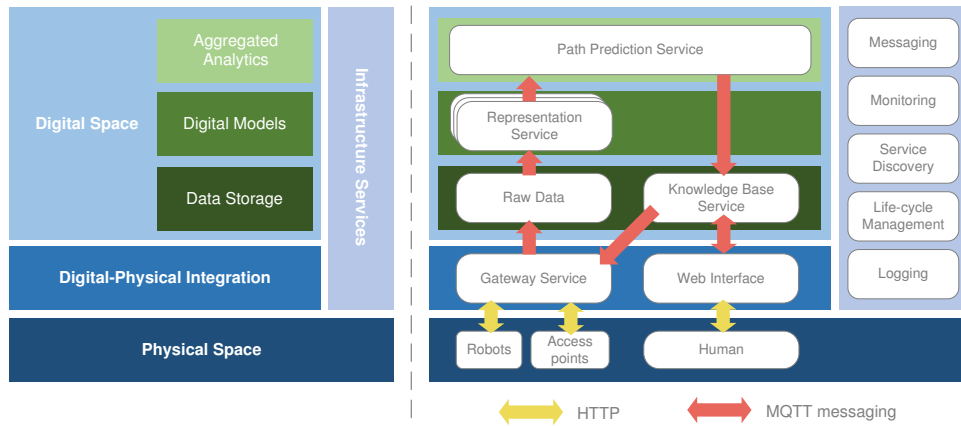 Aggregated
Analytics
Digital Space
Digital Models
Data Storage
Infrastructure Services
Digital-Physical Integration
Physical Space
Path Prediction Service
Representation
Service
Raw Data
Knowledge Base
Service
Gateway Service
Web Interface
Robots
Access
points
Human
Messaging
Monitoring
Service
Discovery
Life-cycle
Management
Logging
HTTP
MQTT messaging